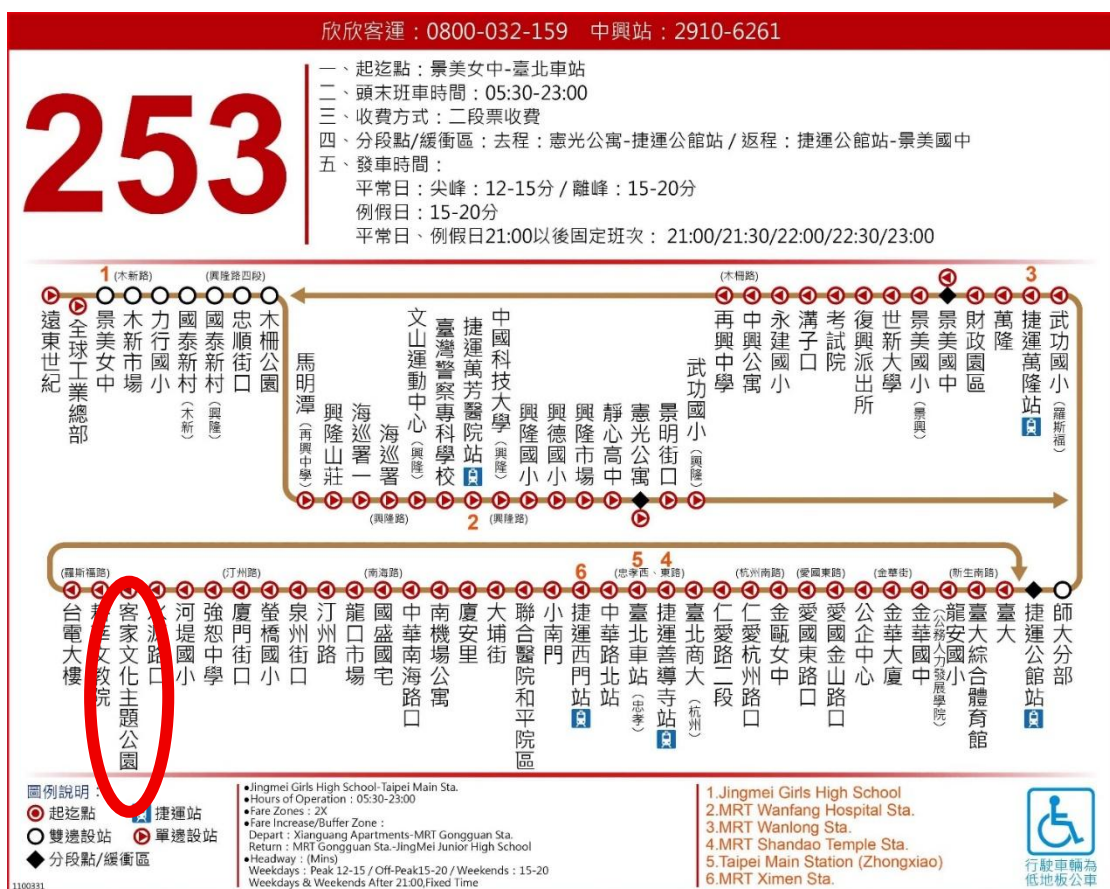 欣欣客運：0800-032-159 中興站：2910-6261
253
一、起迄點：景美女中-臺北車站
二、頭末班車時間：05:30-23:00
三、收費方式：二段票收費
四、分段點/緩衝區：去程：憲光公寓-捷運公館站 / 返程：捷運公館站-景美國中
五、發車時間：
平常日：尖峰：12-15分 / 離峰：15-20分
例假日：15-20分
平常日、例假日21:00以後固定班次： 21:00/21:30/22:00/22:30/23:00
1
(木新路)
(興隆路四段)
遠東世紀
全球工業總部
景美女中
木新市場
力行國小
國泰新村（木新）
國泰新村（興隆）
忠順街口
木柵公園
馬明潭（再興中學）
興隆山莊
海巡署一
海巡署
文山運動中心（興隆）
臺灣警察專科學校
捷運萬芳醫院站
中國科技大學（興隆）
興隆國小
興德國小
興隆市場
靜心高中
憲光公寓
景明街口
武功國小（興隆）
(興隆路)
2
(興隆路)
(木柵路)
3
再興中學
中興公寓
永建國小
溝子口
考試院
復興派出所
世新大學
景美國小（景興）
景美國中
財政園區
萬隆
捷運萬隆站
武功國小（羅斯福）
(羅斯福路)
(汀州路)
(南海路)
6
5
(忠孝西、東路)
4
(杭州南路)
(愛國東路)
(金華街)
(新生南路)
台電大樓
耕莘文教院
客家文化主題公園
水源路口
河堤國小
強恕中學
廈門街口
螢橋國小
泉州街口
汀州路
龍口市場
國盛國宅
中華南海路口
南機場公寓
廈安里
大埔街
聯合醫院和平院區
小南門
捷運西門站
中華路北站
臺北車站（忠孝）
捷運善導寺站
臺北商大（杭州）
仁愛路二段
仁愛杭州路口
金甌女中
愛國東路口
愛國金山路口
公企中心
金華大廈
金華國中
龍安國小（公務人力發展學院）
臺大綜合體育館
臺大
捷運公館站
師大分部
圖例說明：
起迄點 捷運站
雙邊設站 單邊設站
分段點/緩衝區
1100331
●Jingmei Girls High School-Taipei Main Sta.
●Hours of Operation：05:30-23:00
●Fare Zones：2X
●Fare Increase/Buffer Zone：
Depart：Xianguang Apartments-MRT Gongguan Sta.
Return：MRT Gongguan Sta.-JingMei Junior High School
●Headway：(Mins)
Weekdays：Peak 12-15 / Off-Peak15-20 / Weekends：15-20
Weekdays & Weekends After 21:00,Fixed Time
1.Jingmei Girls High School
2.MRT Wanfang Hospital Sta.
3.MRT Wanlong Sta.
4.MRT Shandao Temple Sta.
5.Taipei Main Station (Zhongxiao)
6.MRT Ximen Sta.
行駛車輛為
低地板公車